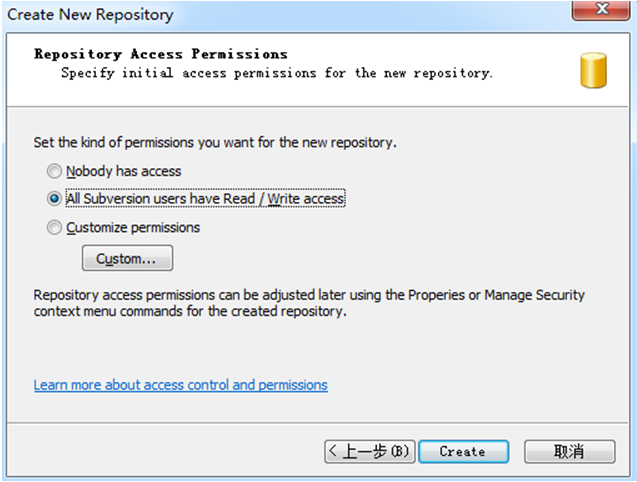 Create New Repository
Repository Access Permissions
Specify initial access permissions for the new repository.
Set the kind of permissions you want for the new repository.
Nobody has access
All Subversion users have Read / Write access
Customize permissions
Custom...
Repository access permissions can be adjusted later using the Properies or Manage Security
context menu commands for the created repository.
Learn more about access control and permissions
< 上一步(B)
Create
取消